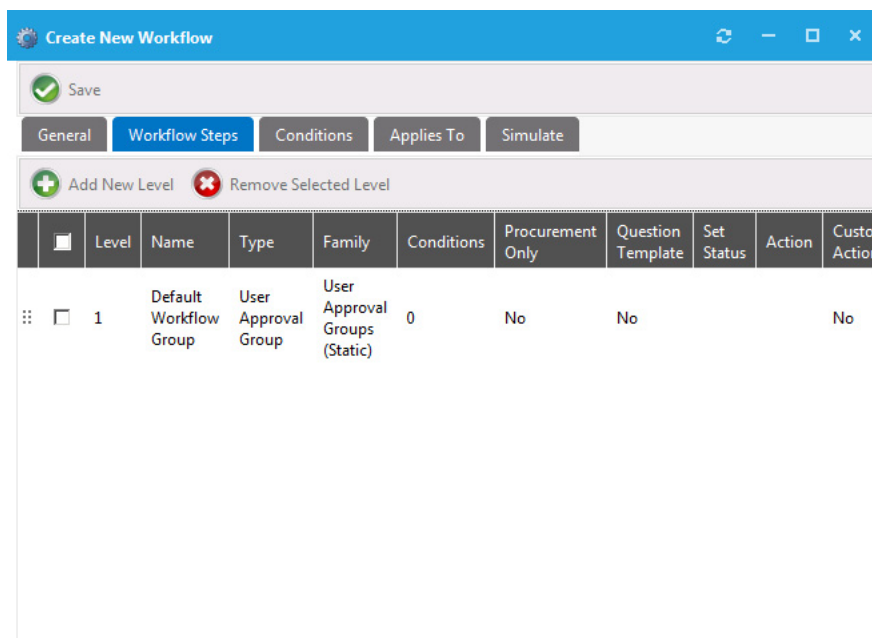 Create New Workflow
Save
General Workflow Steps Conditions Applies To Simulate
Add New Level Remove Selected Level
Level Name Type Family Conditions Procurement Only Question Template Set Status Action Custo Actio
1 Default Workflow Group User Approval Group User Approval Groups (Static) 0 No No No